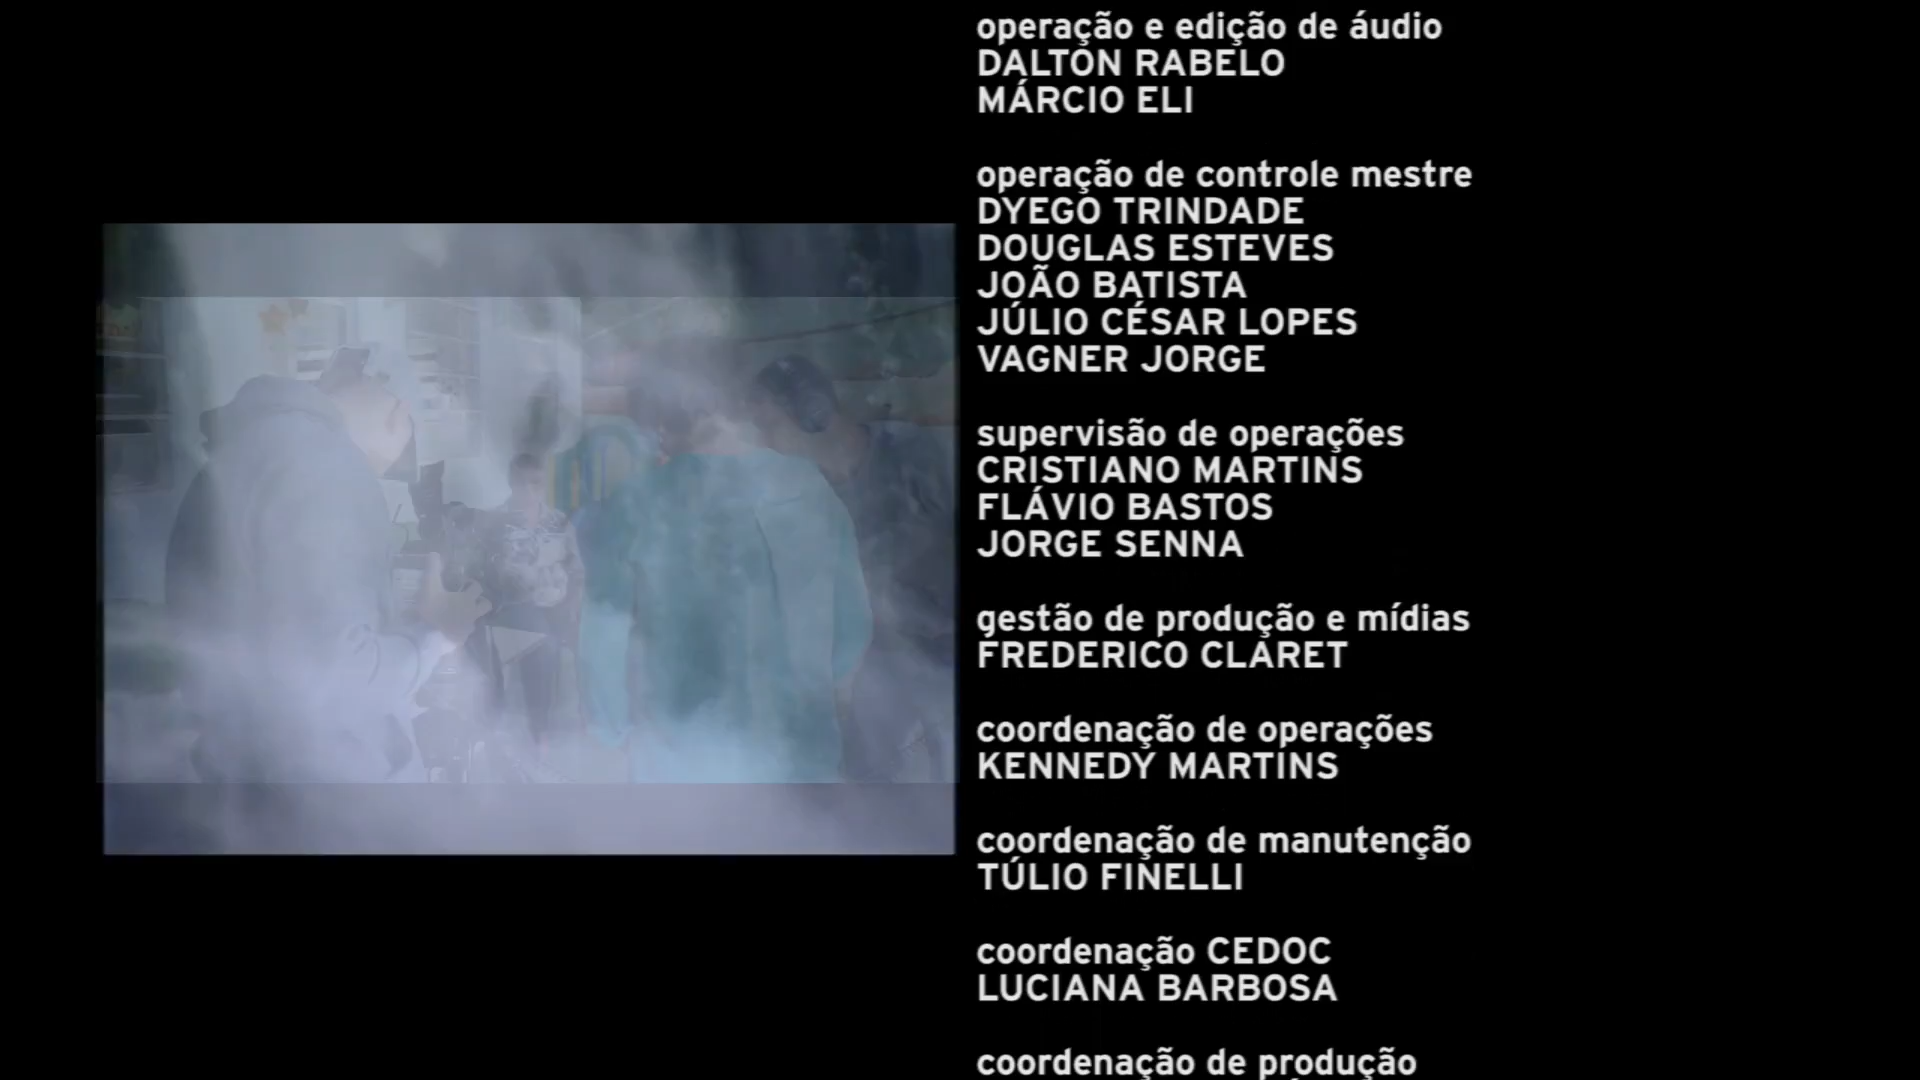 operação e edição de áudio
DALTON RABELO
MÁRCIO ELI
operação de controle mestre
DYEGO TRINDADE
DOUGLAS ESTEVES
JOÃO BATISTA
JÚLIO CÉSAR LOPES
VAGNER JORGE
supervisão de operações
CRISTIANO MARTINS
FLÁVIO BASTOS
JORGE SENNA
gestão de produção e mídias
FREDERICO CLARET
coordenação de operações
KENNEDY MARTINS
coordenação de manutenção
TÚLIO FINELLI
coordenação CEDOC
LUCIANA BARBOSA
coordenação de produção